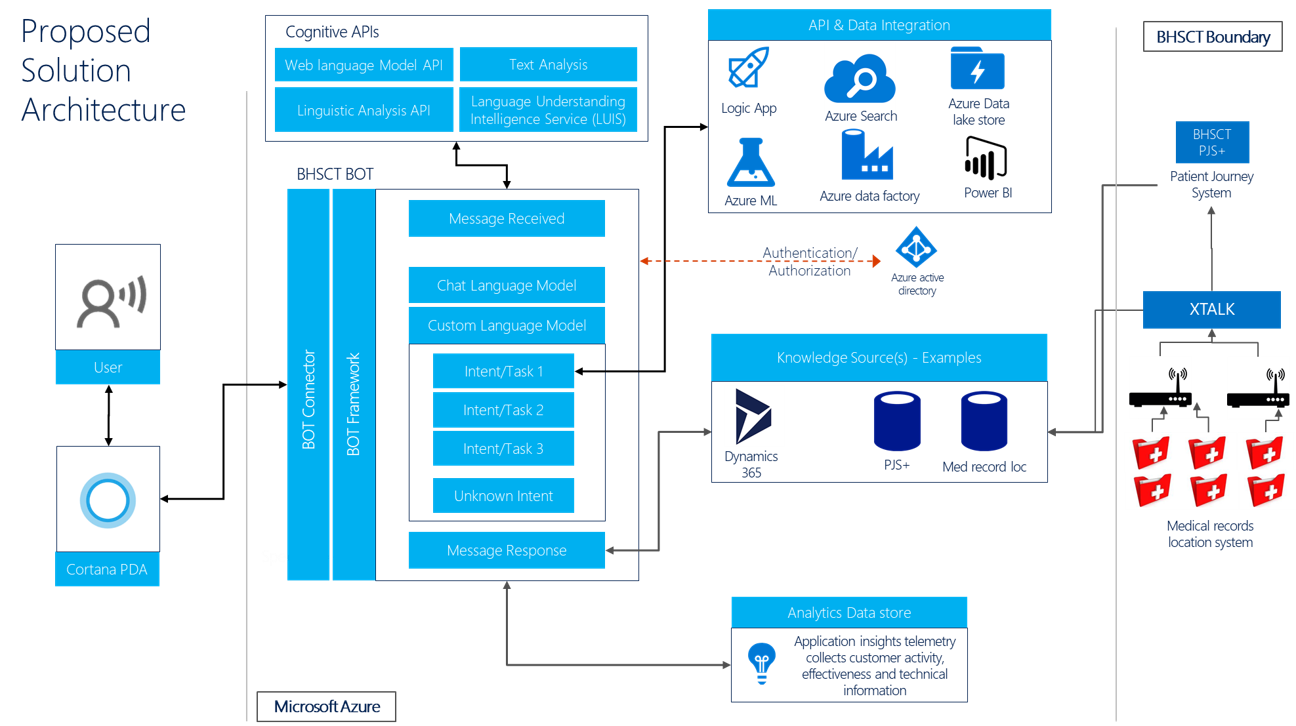 Proposed
Solution
Architecture
Cognitive APIs
Web language Model API
Text Analysis
Linguistic Analysis API
Language Understanding
Intelligence Service (LUIS)
API & Data Integration
Logic App
Azure Search
Azure Data
lake store
Azure ML
Azure data factory
Power BI
BHSCT Boundary
BHSCT
PJS+
Patient Journey
System
XTALK
Medical records
location system
BHSCT BOT
BOT Connector
BOT Framework
Message Received
Chat Language Model
Custom Language Model
Intent/Task 1
Intent/Task 2
Intent/Task 3
Unknown Intent
Message Response
Authentication/
Authorization
Azure active
directory
Knowledge Source(s) - Examples
Dynamics
365
PJS+
Med record loc
User
Cortana PDA
Analytics Data store
Application insights telemetry
collects customer activity,
effectiveness and technical
information
Microsoft Azure